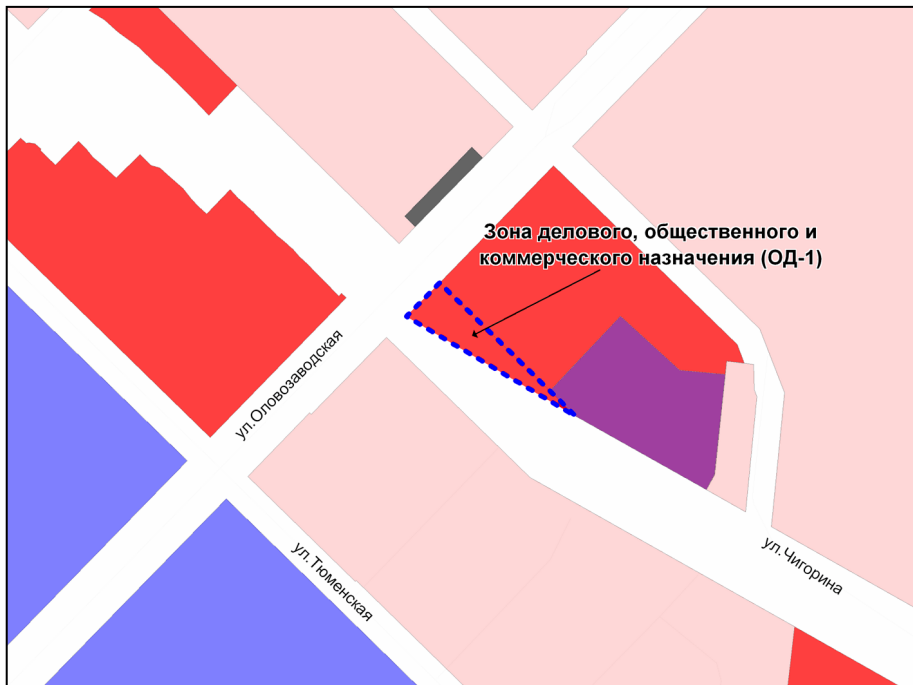 Зона делового, общественного и
коммерческого назначения (ОД-1)
ул.Оловозаводская
ул.Тюменская
ул.Чигорина